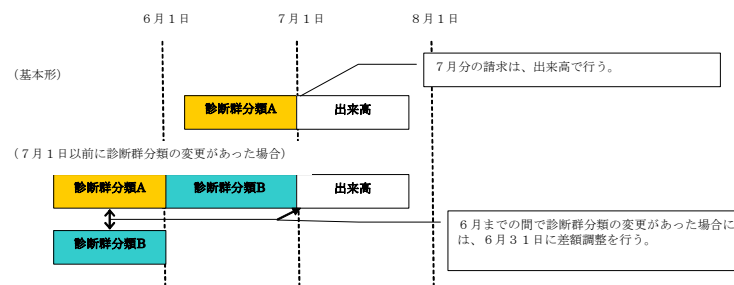 ６月１日 ７月１日 ８月１日
（基本形）
７月分の請求は、出来高で行う。
診断群分類A 出来高
（７月１日以前に診断群分類の変更があった場合）
診断群分類A 診断群分類B 出来高
６月までの間で診断群分類の変更があった場合に
は、６月３１日に差額調整を行う。
診断群分類B